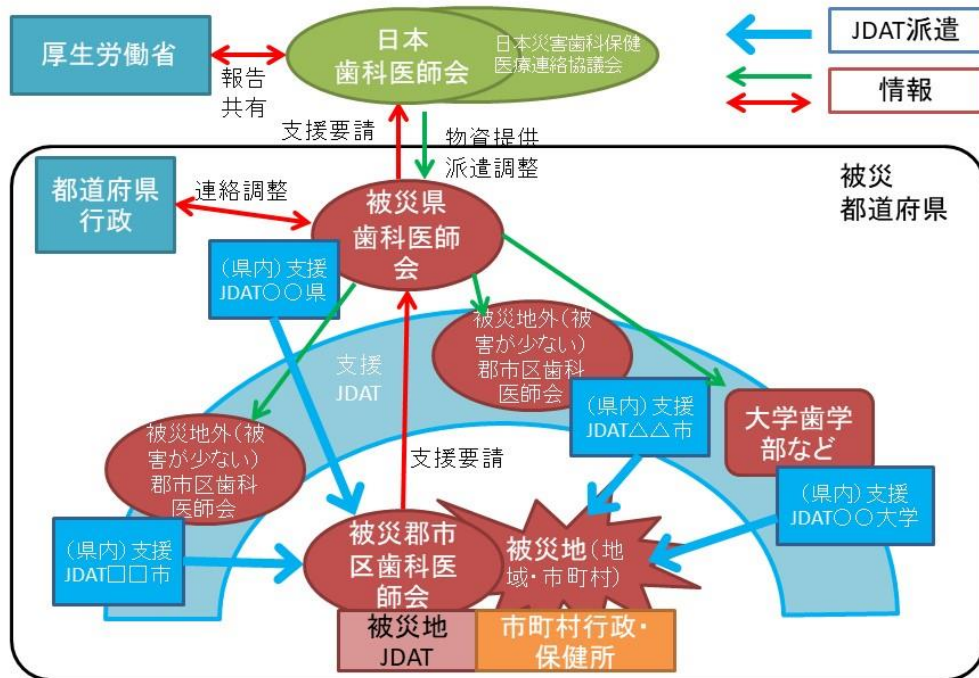 厚生労働省
報告
共有
日本
歯科医師会
日本災害歯科保健
医療連絡協議会
JDAT派遣
情報
支援要請
物資提供
派遣調整
被災
都道府県
都道府県
行政
連絡調整
被災県
歯科医師
会
(県内)支援
JDAT○○県
支援
JDAT
被災地外(被
害が少ない)
郡市区歯科
医師会
(県内)支援
JDAT△△市
大学歯学
部など
被災地外(被
害が少ない)
郡市区歯科
医師会
支援要請
(県内)支援
JDAT○○大学
(県内)支援
JDAT□□市
被災郡市
区歯科医
師会
被災地(地
域・市町村)
被災地
JDAT
市町村行政・
保健所